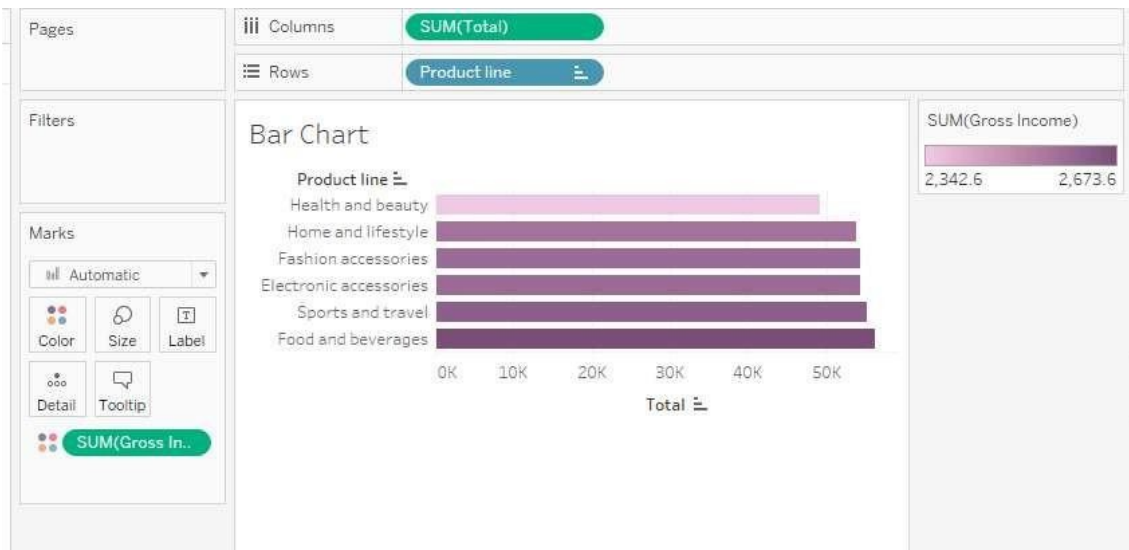 Pages
Columns
SUM(Total)
Rows
Product line
Filters
Bar Chart
SUM(Gross Income)
2,342.6 2,673.6
Product line
Health and beauty
Home and lifestyle
Fashion accessories
Electronic accessories
Sports and travel
Food and beverages
0K 10K 20K 30K 40K 50K
Total
Marks
Automatic
Color Size Label
Detail Tooltip
SUM(Gross In..